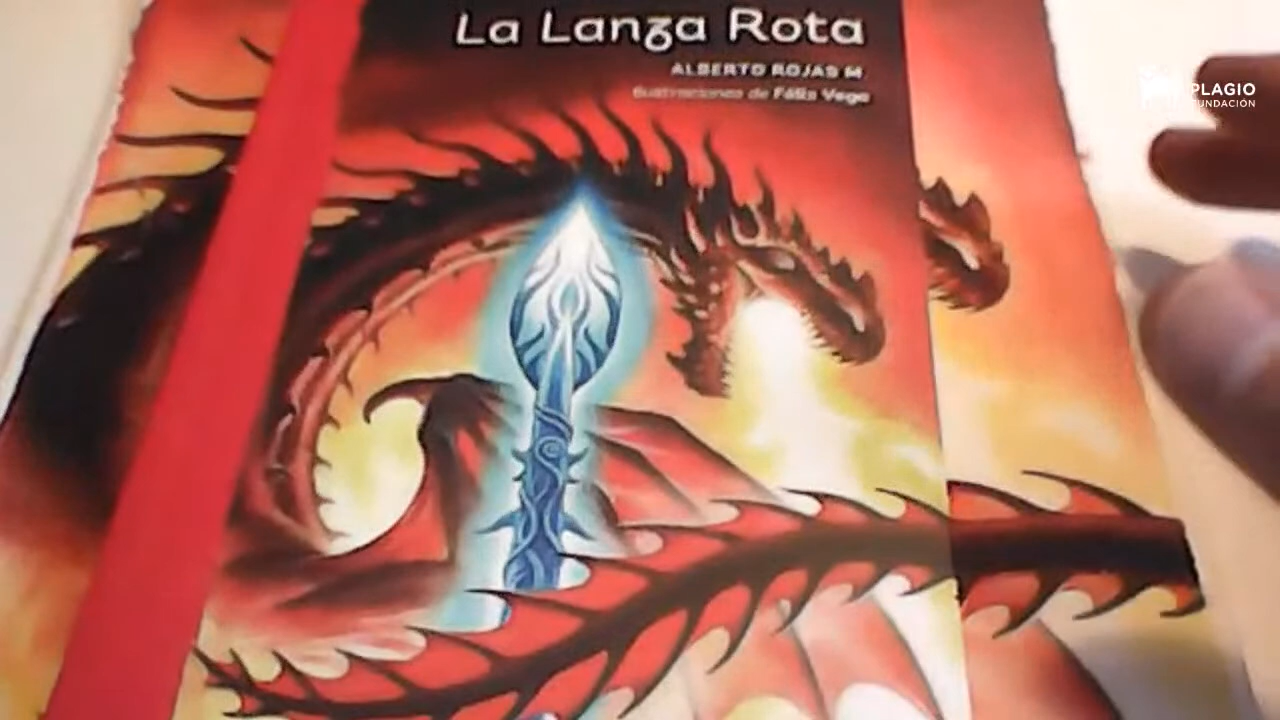 La Lanza Rota
ALBERTO ROJAS M
Ilustraciones de Félix Vega
PLAGIO
FUNDACIÓN